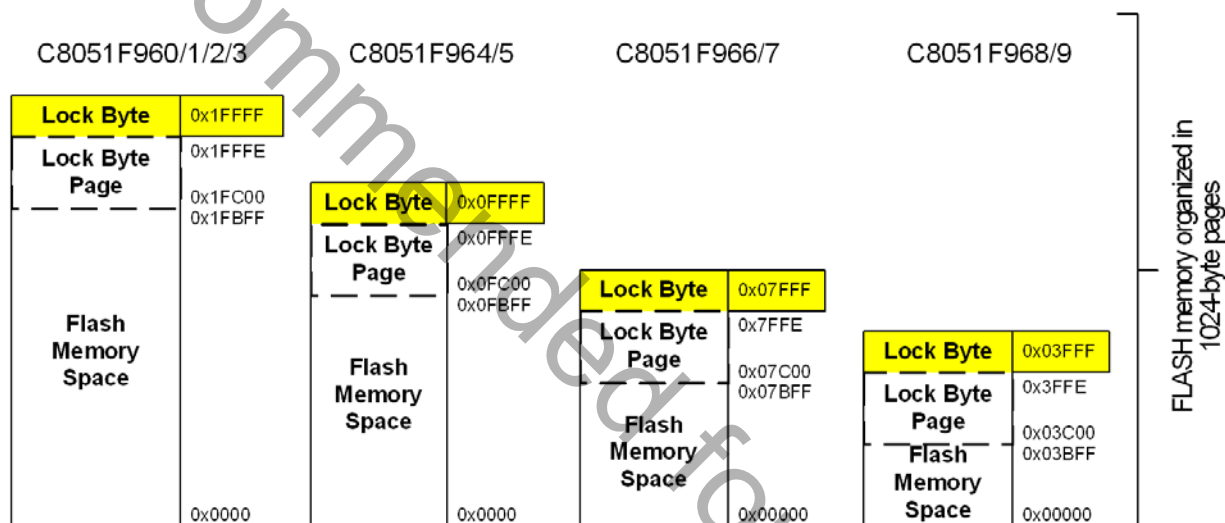 C8051F960/1/2/3
Lock Byte
0x1FFFF
Lock Byte
Page
0x1FFFE
0x1FC00
0x1FBFF
Flash
Memory
Space
0x0000
C8051F964/5
Lock Byte
0x0FFFF
Lock Byte
Page
0x0FFFE
0x0FC00
0x0FBFF
Flash
Memory
Space
0x0000
C8051F966/7
Lock Byte
0x07FFF
Lock Byte
Page
0x7FFE
0x07C00
0x07BFF
Flash
Memory
Space
0x00000
C8051F968/9
Lock Byte
0x03FFF
Lock Byte
Page
0x3FFE
0x03C00
0x03BFF
Flash
Memory
Space
0x00000
FLASH memory organized in
1024-byte pages
ommended fo